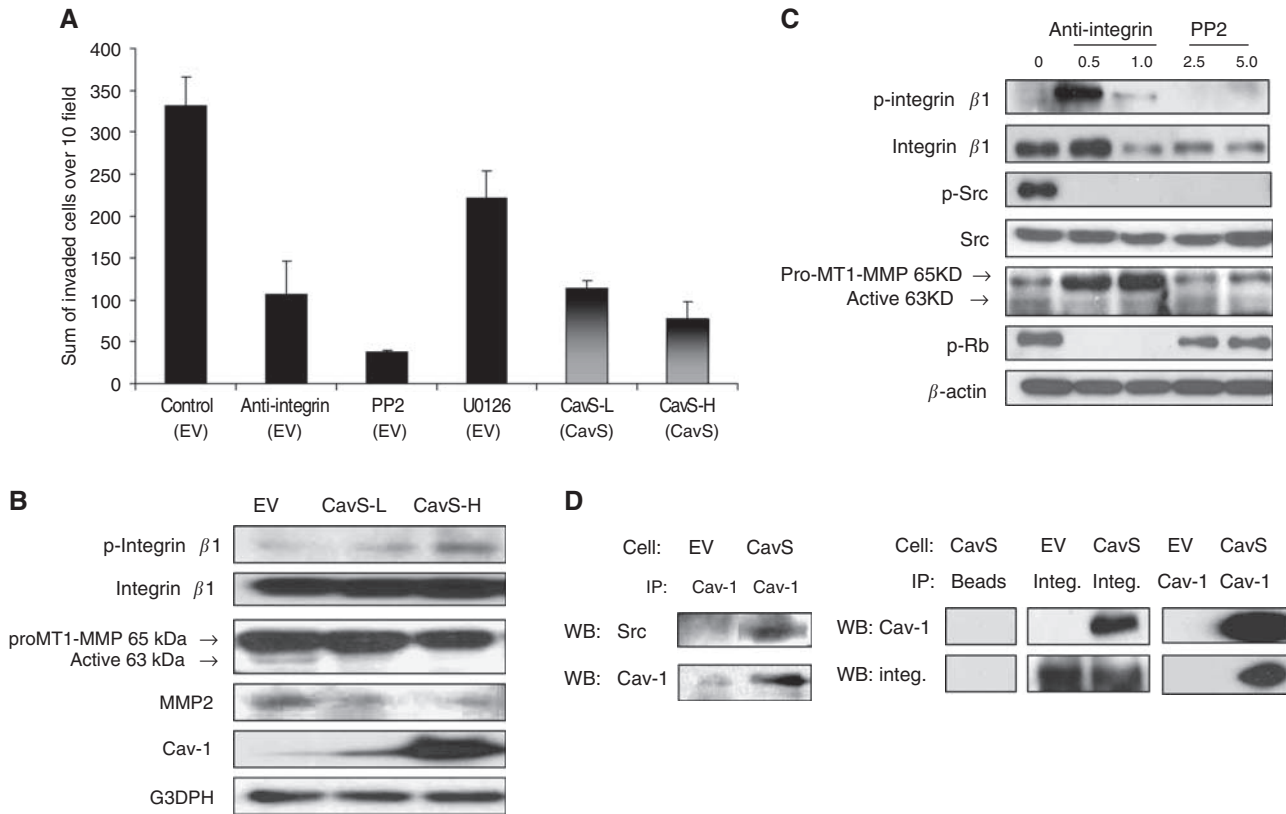 A
Sum of invaded cells over 10 field
400
350
300
250
200
150
100
50
0
Control Anti-integrin PP2 U0126 CavS-L CavS-H
(EV) (EV) (EV) (EV) (CavS) (CavS)
B
EV CavS-L CavS-H
p-Integrin β1
Integrin β1
proMT1-MMP 65 kDa →
Active 63 kDa →
MMP2
Cav-1
G3DPH
C
Anti-integrin PP2
0 0.5 1.0 2.5 5.0
p-integrin β1
Integrin β1
p-Src
Src
Pro-MT1-MMP 65KD →
Active 63KD →
p-Rb
β-actin
D
Cell: EV CavS
IP: Cav-1 Cav-1
WB: Src
WB: Cav-1
Cell: CavS EV CavS EV CavS
IP: Beads Integ. Integ. Cav-1 Cav-1
WB: Cav-1
WB: integ.